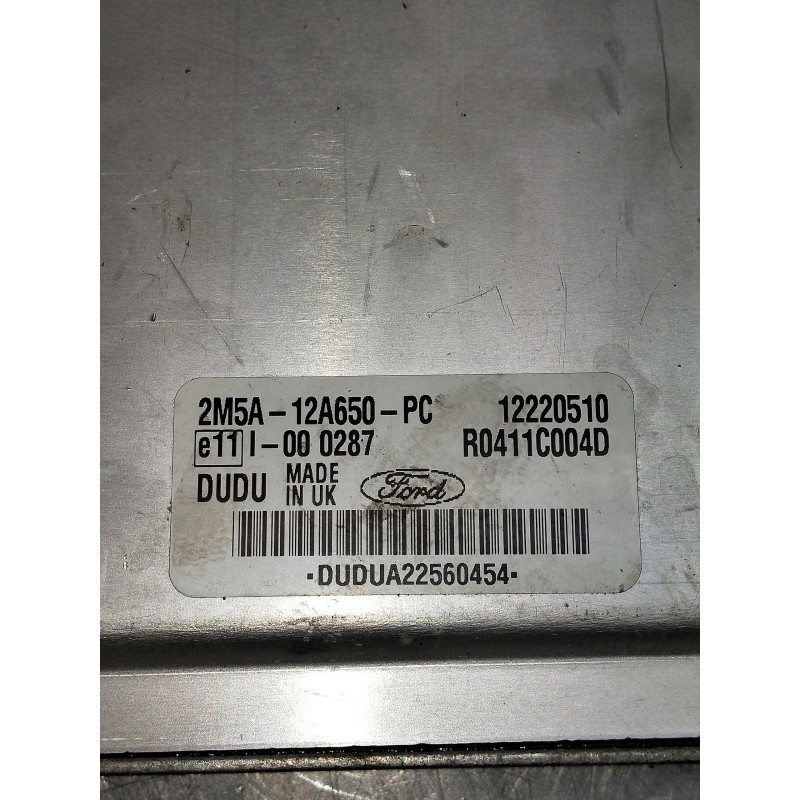 2M5A-12A650-PC 12220510
e11 I-00 0287 R0411C004D
DUDU MADE IN UK Ford
-DUDUA22560454-